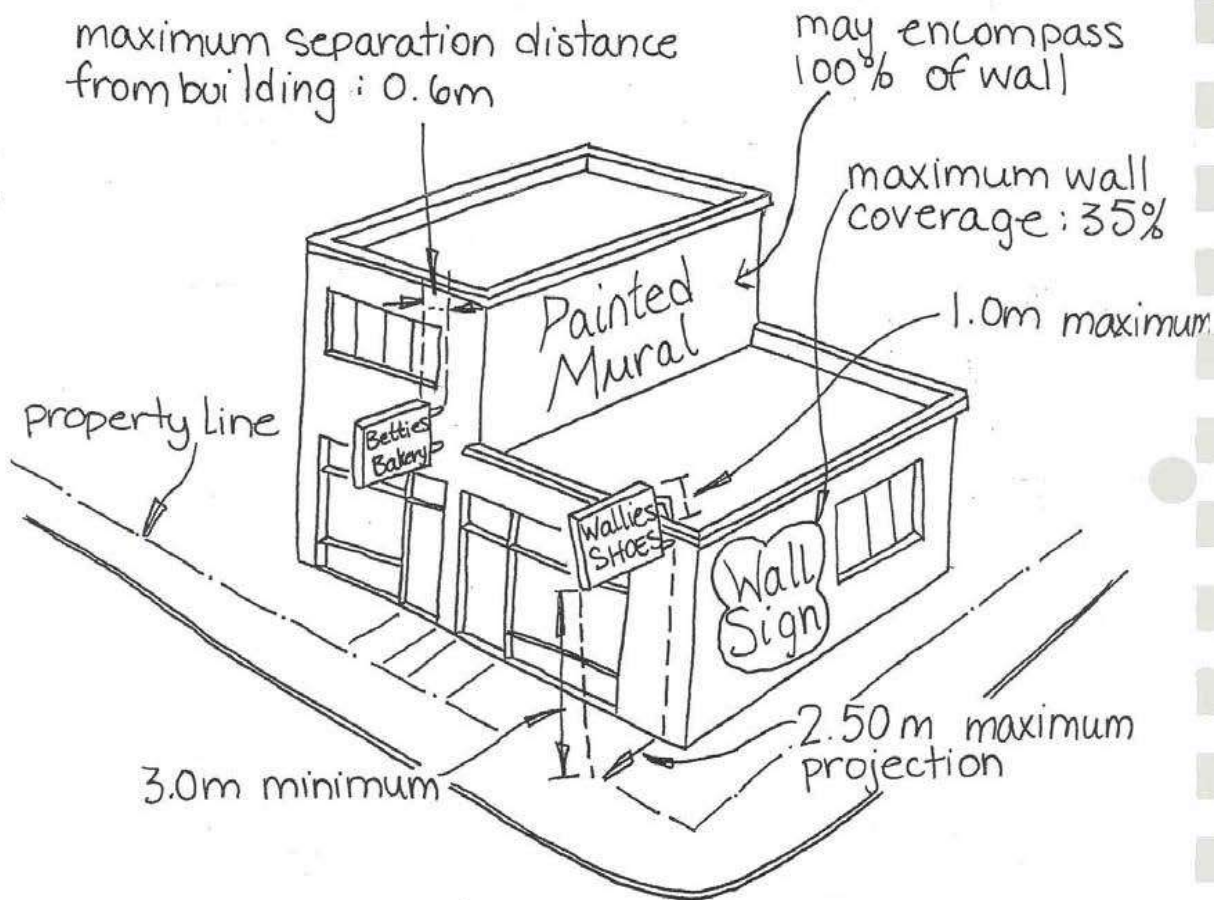 maximum separation distance
from building : 0.6m
may encompass
100% of wall
maximum wall
coverage : 35%
1.0m maximum
Painted
Mural
property line
Betties
Bakery
Wallies
SHOES
Wall
Sign
3.0m minimum
2.50m maximum
projection